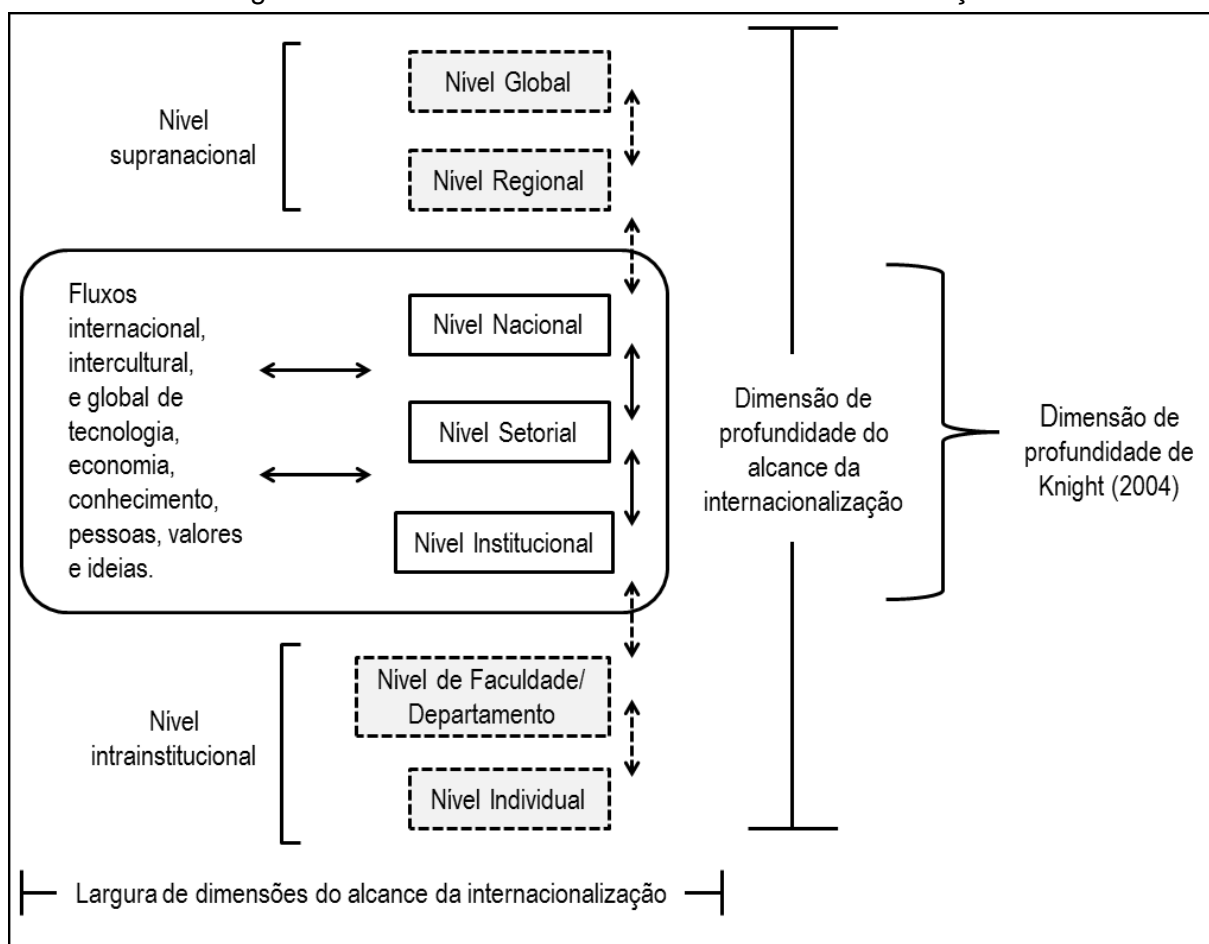 Nível Global
Nível
supranacional
Nível Regional
Fluxos
internacional,
intercultural,
e global de
tecnologia,
economia,
conhecimento,
pessoas, valores
e ideias.
Nível Nacional
Nível Setorial
Nível Institucional
Dimensão de
profundidade do
alcance da
internacionalização
Dimensão de
profundidade de
Knight (2004)
Nível
intrainstitucional
Nível de Faculdade/
Departamento
Nível Individual
Largura de dimensões do alcance da internacionalização